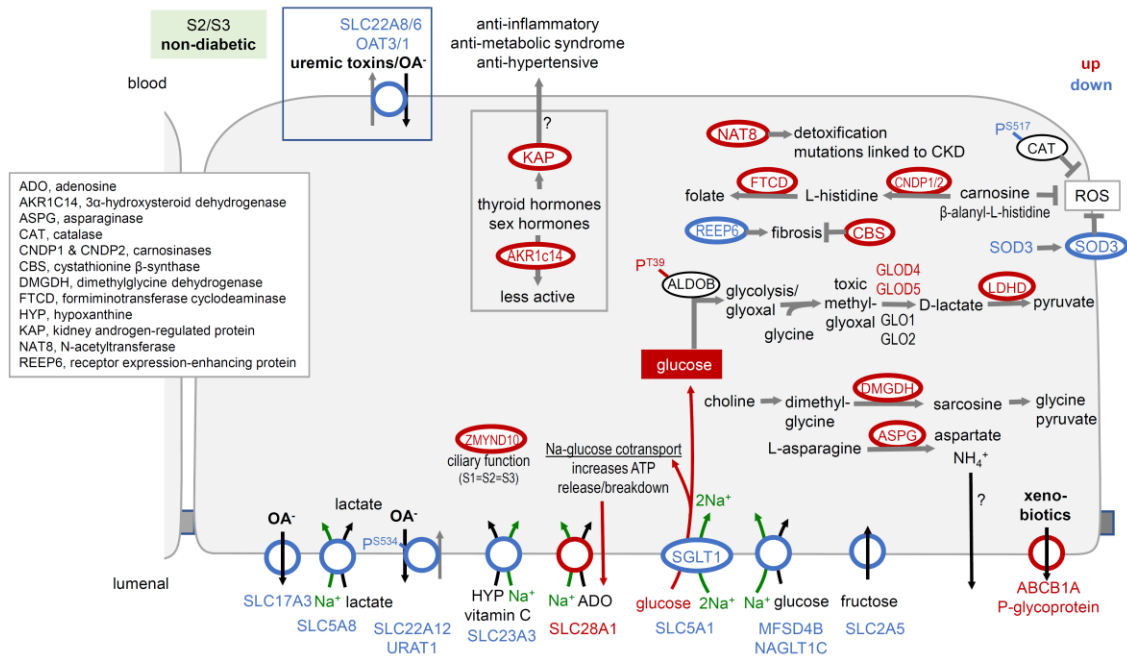 S2/S3
non-diabetic
SLC22A8/6
OAT3/1
uremic toxins/OA-
anti-inflammatory
anti-metabolic syndrome
anti-hypertensive
up
down
blood
?
KAP
thyroid hormones
sex hormones
AKR1c14
less active
NAT8
detoxification
mutations linked to CKD
PS517
CAT
folate
FTCD
L-histidine
CNDP1/2
carnosine
β-alanyl-L-histidine
ROS
REEP6
fibrosis
CBS
SOD3
SOD3
ADO, adenosine
AKR1C14, 3α-hydroxysteroid dehydrogenase
ASPG, asparaginase
CAT, catalase
CNDP1 & CNDP2, carnosinases
CBS, cystathionine β-synthase
DMGDH, dimethylglycine dehydrogenase
FTCD, formiminotransferase cyclodeaminase
HYP, hypoxanthine
KAP, kidney androgen-regulated protein
NAT8, N-acetyltransferase
REEP6, receptor expression-enhancing protein
PT39
ALDOB
glycolysis/
glyoxal
glycine
toxic
methyl-
glyoxal
GLOD4
GLOD5
GLO1
GLO2
D-lactate
LDHD
pyruvate
glucose
choline
dimethyl-
glycine
DMGDH
sarcosine
glycine
pyruvate
L-asparagine
ASPG
aspartate
NH4+
?
ZMYND10
ciliary function
(S1=S2=S3)
Na-glucose cotransport
increases ATP
release/breakdown
2Na+
xeno-
biotics
lumenal
OA-
SLC17A3
lactate
Na+ lactate
SLC5A8
OA-
PS534
SLC22A12
URAT1
HYP Na+
vitamin C
SLC23A3
Na+ ADO
SLC28A1
SGLT1
glucose 2Na+
SLC5A1
Na+ glucose
MFSD4B
NAGLT1C
fructose
SLC2A5
ABCB1A
P-glycoprotein